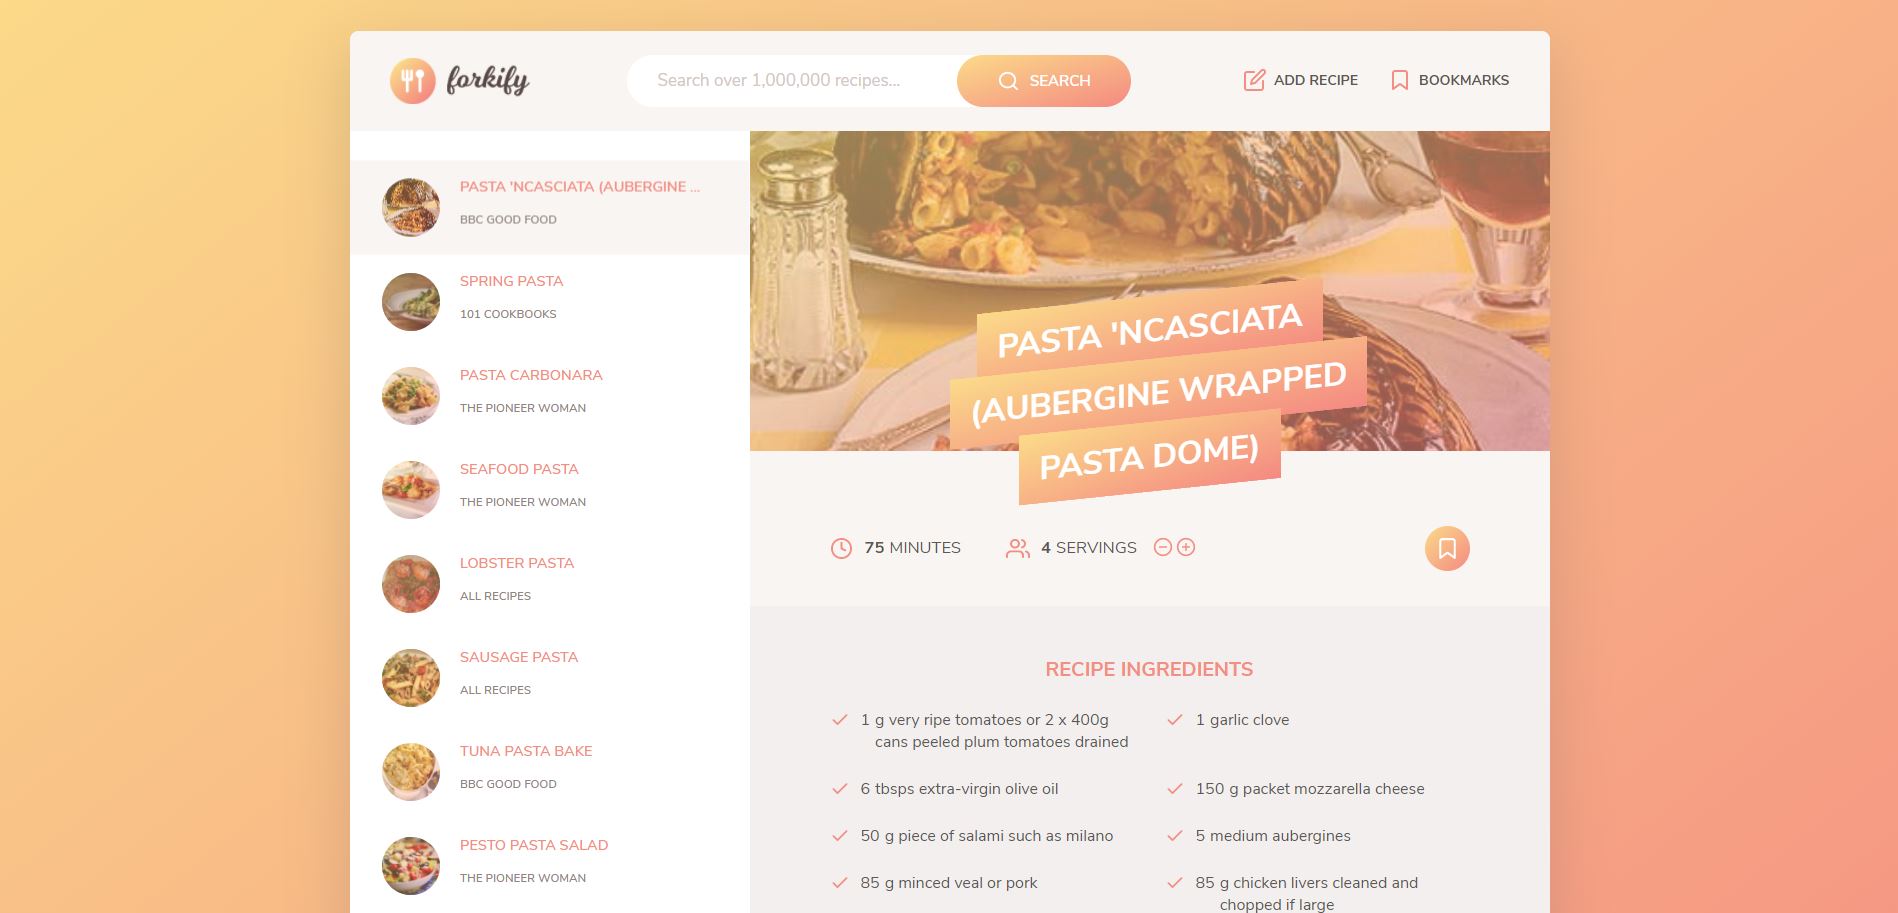 forkify
Search over 1,000,000 recipes...
SEARCH
ADD RECIPE
BOOKMARKS
PASTA 'NCASCIATA (AUBERGINE ...
BBC GOOD FOOD
SPRING PASTA
101 COOKBOOKS
PASTA CARBONARA
THE PIONEER WOMAN
SEAFOOD PASTA
THE PIONEER WOMAN
LOBSTER PASTA
ALL RECIPES
SAUSAGE PASTA
ALL RECIPES
TUNA PASTA BAKE
BBC GOOD FOOD
PESTO PASTA SALAD
THE PIONEER WOMAN
PASTA 'NCASCIATA
(AUBERGINE WRAPPED
PASTA DOME)
75 MINUTES
4 SERVINGS
RECIPE INGREDIENTS
1 g very ripe tomatoes or 2 x 400g
cans peeled plum tomatoes drained
1 garlic clove
6 tbsps extra-virgin olive oil
150 g packet mozzarella cheese
50 g piece of salami such as milano
5 medium aubergines
85 g minced veal or pork
85 g chicken livers cleaned and
chopped if large